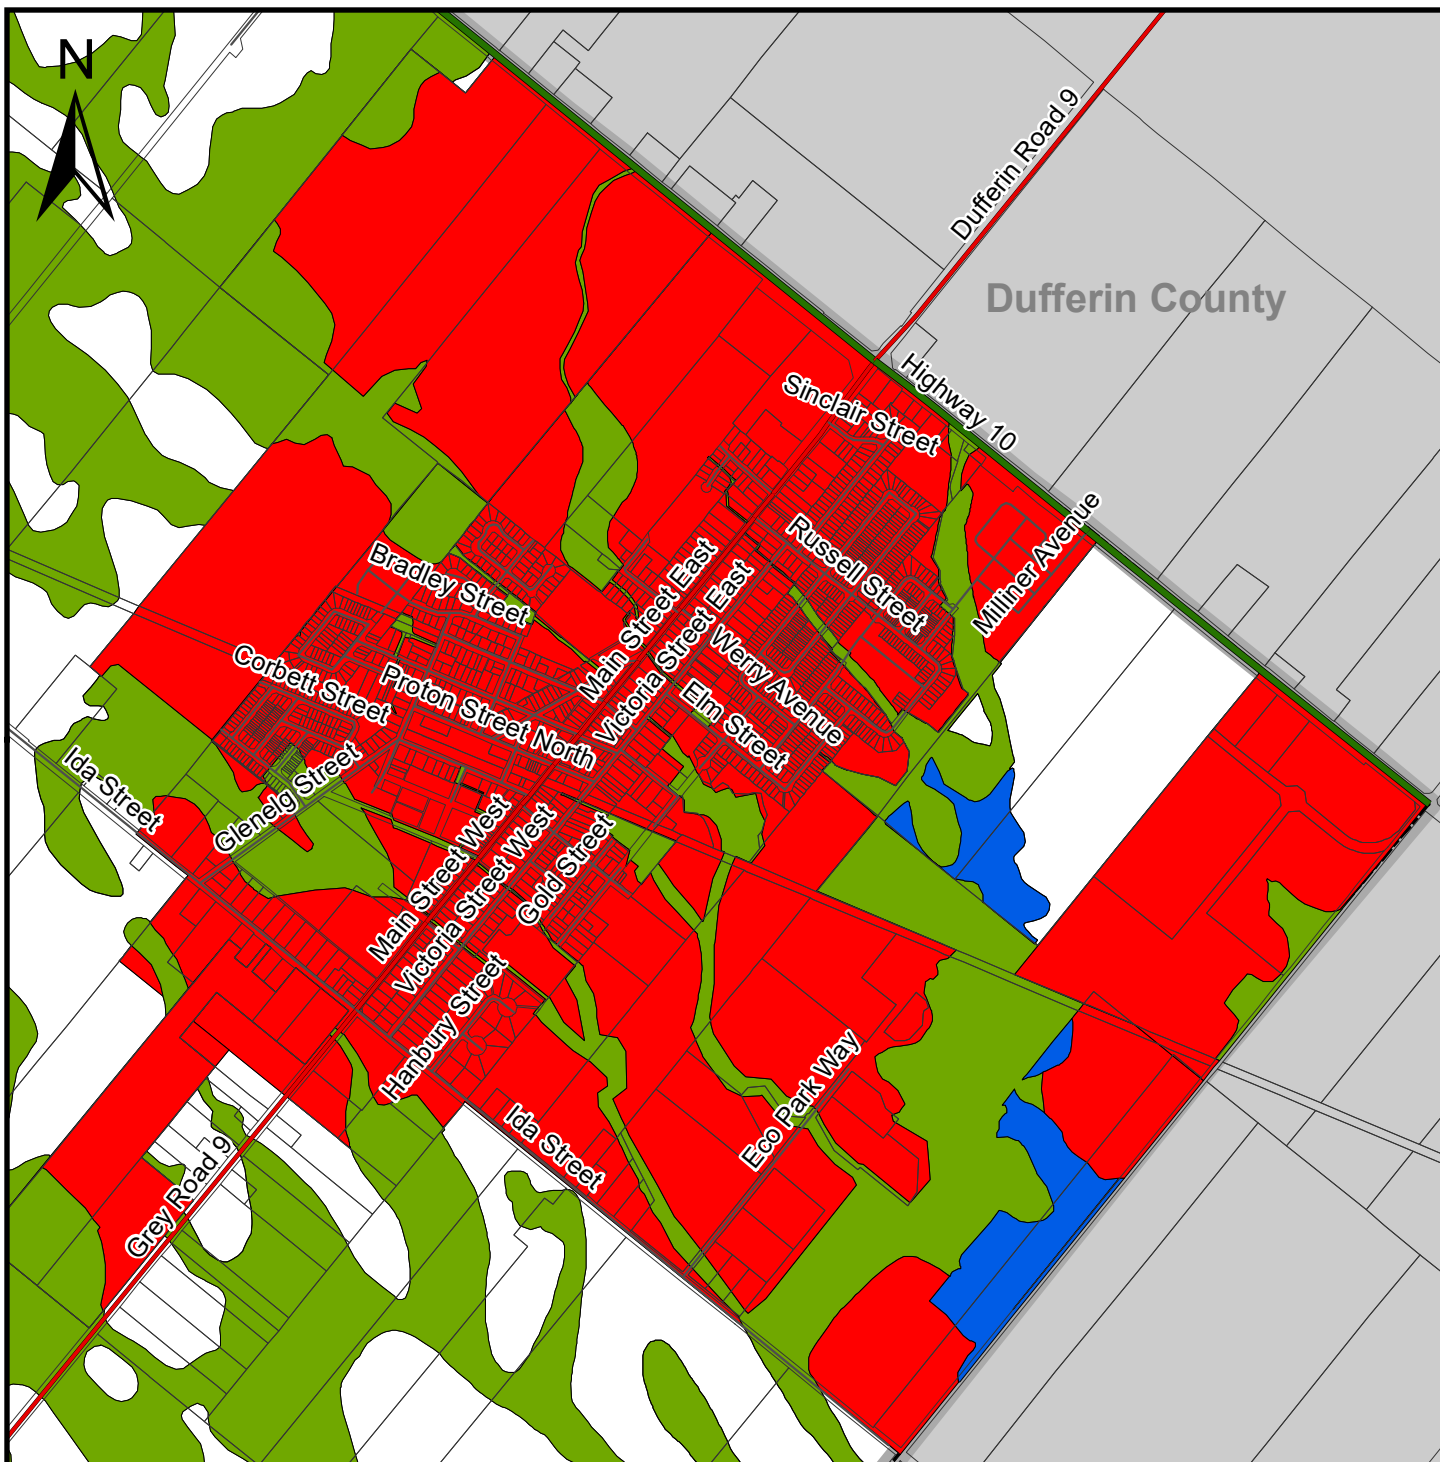 N
Dufferin Road 9
Dufferin County
Highway 10
Sinclair Street
Milliner Avenue
Russell Street
Bradley Street
Main Street East
Victoria Street East
Werry Avenue
Corbett Street
Proton Street North
Elm Street
Ida Street
Glenelg Street
Main Street West
Victoria Street West
Gold Street
Hanbury Street
Eco Park Way
Ida Street
Grey Road 9